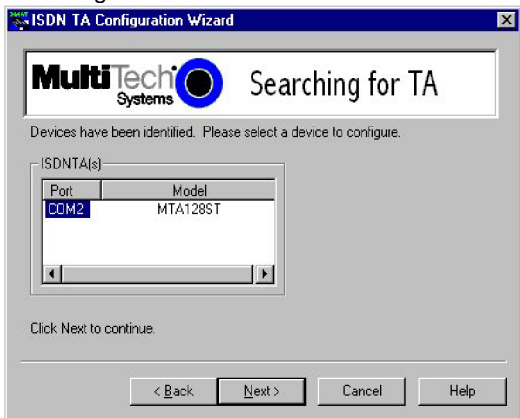 ISDN TA Configuration Wizard
MultiTech Systems
Searching for TA
Devices have been identified. Please select a device to configure.
ISDNTA(s)
Port Model
COM2 MTA128ST
Click Next to continue.
< Back Next > Cancel Help